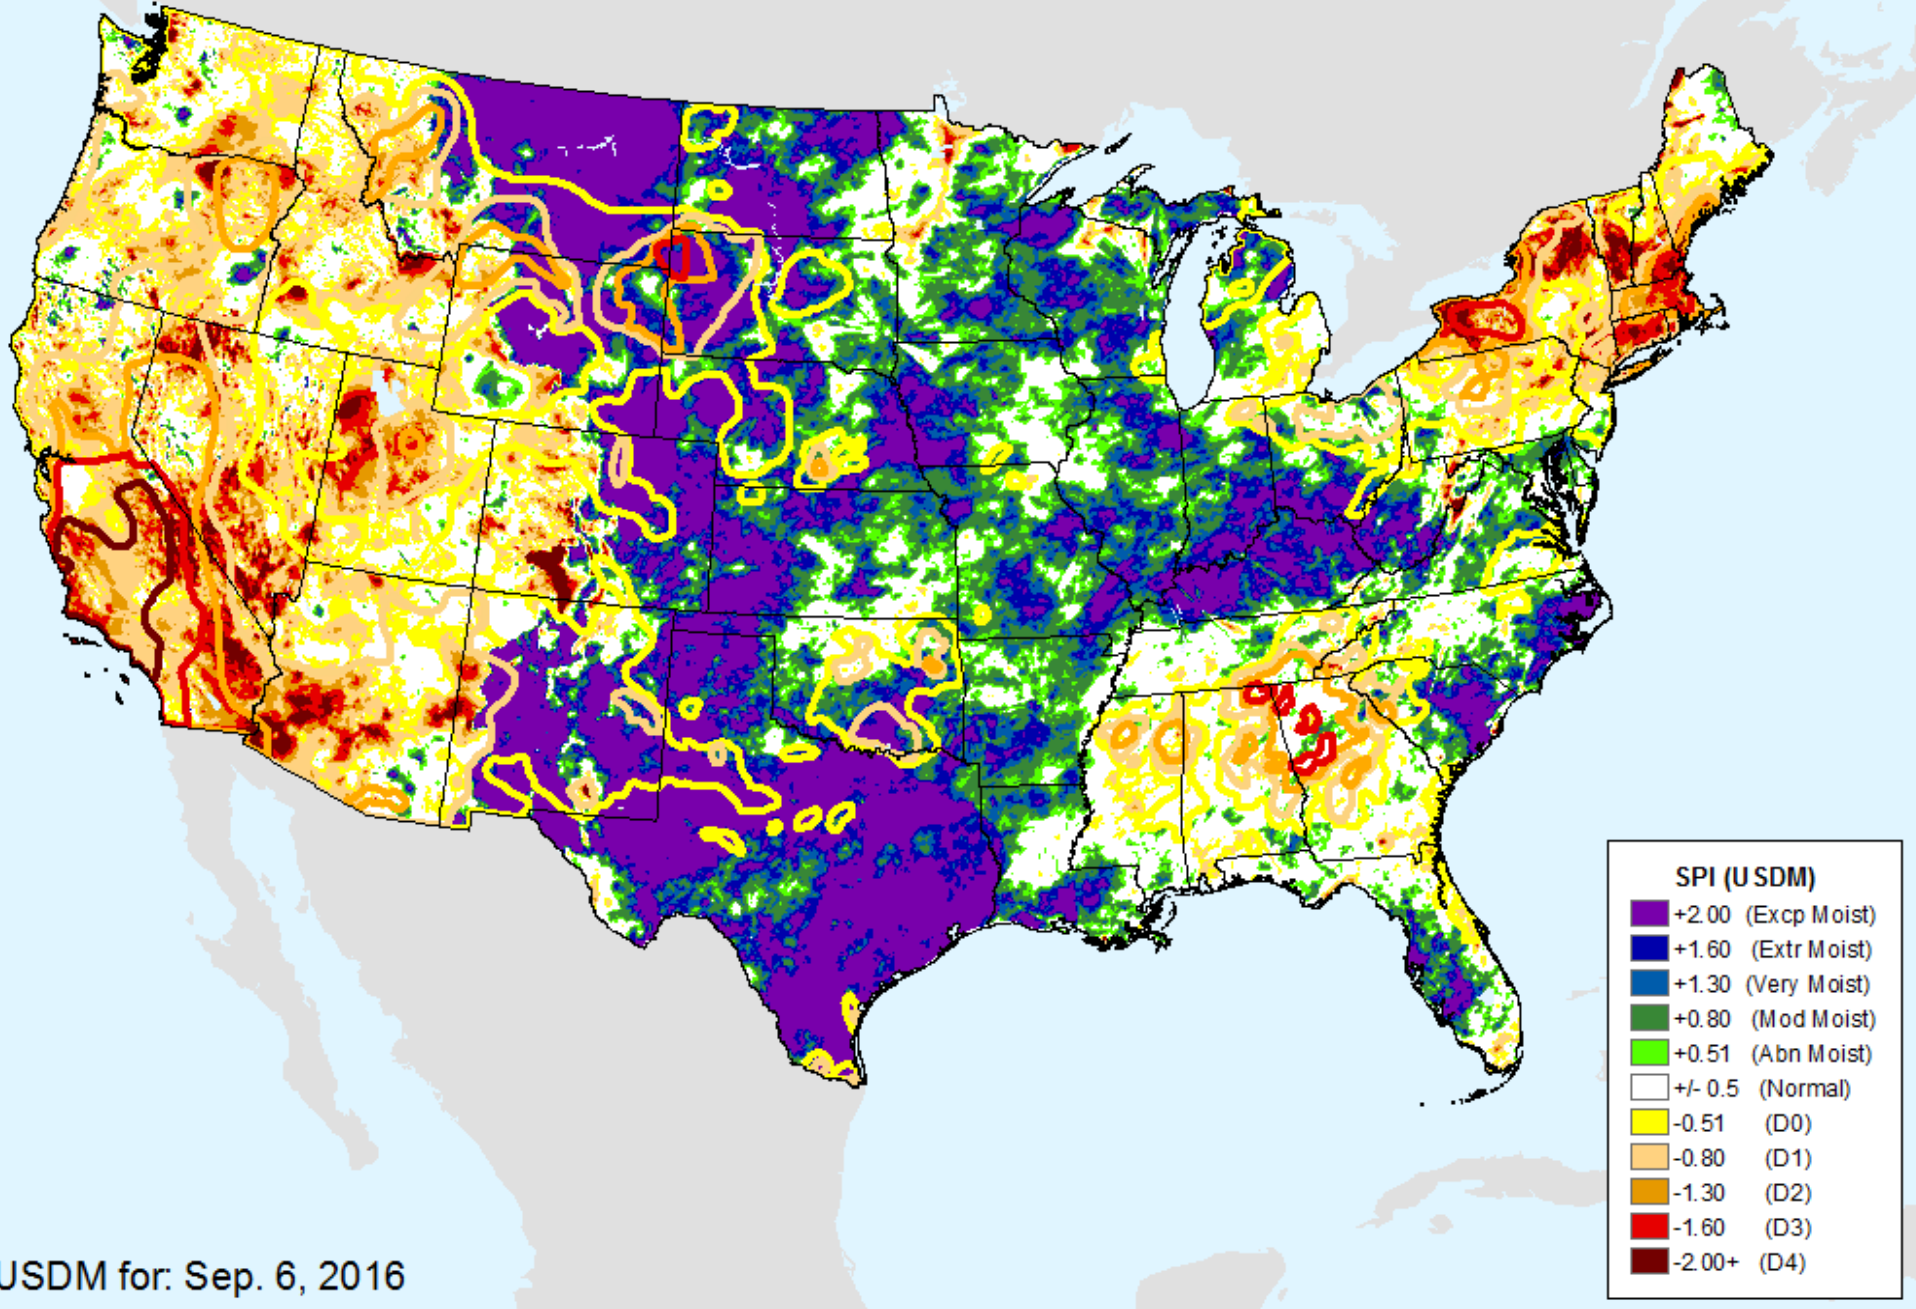 SPI (USDM)
+2.00 (Excp Moist)
+1.60 (Extr Moist)
+1.30 (Very Moist)
+0.80 (Mod Moist)
+0.51 (Abn Moist)
+/- 0.5 (Normal)
-0.51 (D0)
-0.80 (D1)
-1.30 (D2)
-1.60 (D3)
-2.00+ (D4)
USDM for: Sep. 6, 2016